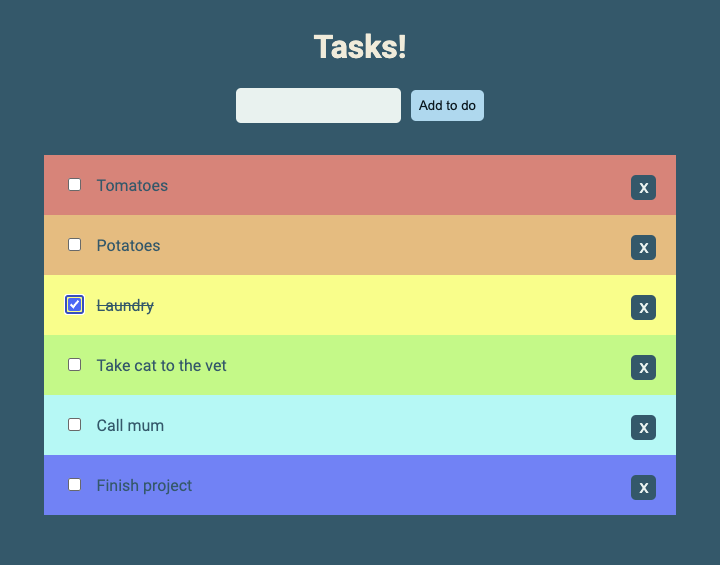 Tasks!
Add to do
Tomatoes X
Potatoes X
Laundry X
Take cat to the vet X
Call mum X
Finish project X